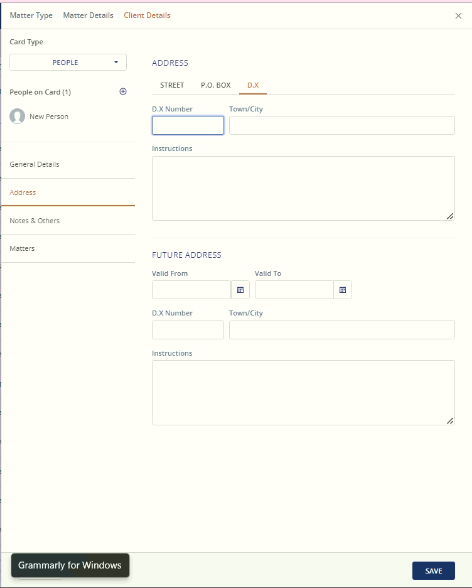 Matter Type Matter Details Client Details
Card Type
PEOPLE
People on Card (1)
New Person
General Details
Address
Notes & Others
Matters
ADDRESS
STREET P.O. BOX D.X
D.X Number Town/City
Instructions
FUTURE ADDRESS
Valid From Valid To
D.X Number Town/City
Instructions
Grammarly for Windows
SAVE